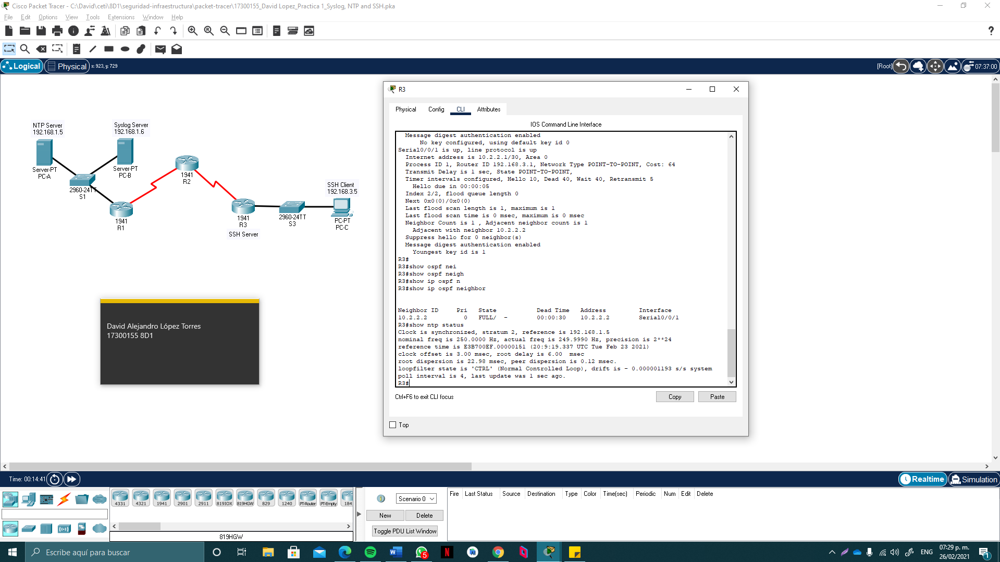 Cisco Packet Tracer - C:\David\ceti\8D1\seguridad-infraestructura\packet-tracer\17300155_David Lopez_Practica 1_Syslog, NTP and SSH.pka
File Edit Options View Tools Extensions Window Help
Logical Physical x: 923, y: 729 [Root] 07:37:00
NTP Server
192.168.1.5
Server-PT
PC-A
Syslog Server
192.168.1.6
Server-PT
PC-B
2960-24TT
S1
1941
R1
1941
R2
1941
R3
SSH Server
2960-24TT
S3
SSH Client
192.168.3.5
PC-PT
PC-C
David Alejandro López Torres
17300155 8D1
R3
Physical Config CLI Attributes
IOS Command Line Interface
Message digest authentication enabled
No key configured, using default key id 0
Serial0/0/1 is up, line protocol is up
Internet address is 10.2.2.1/30, Area 0
Process ID 1, Router ID 192.168.3.1, Network Type POINT-TO-POINT, Cost: 64
Transmit Delay is 1 sec, State POINT-TO-POINT,
Timer intervals configured, Hello 10, Dead 40, Wait 40, Retransmit 5
Hello due in 00:00:05
Index 2/2, flood queue length 0
Next 0x0(0)/0x0(0)
Last flood scan length is 1, maximum is 1
Last flood scan time is 0 msec, maximum is 0 msec
Neighbor Count is 1 , Adjacent neighbor count is 1
Adjacent with neighbor 10.2.2.2
Suppress hello for 0 neighbor(s)
Message digest authentication enabled
Youngest key id is 1
R3#
R3#show ospf nei
R3#show ospf neigh
R3#show ip ospf n
R3#show ip ospf neighbor
Neighbor ID Pri State Dead Time Address Interface
10.2.2.2 0 FULL/ - 00:00:30 10.2.2.2 Serial0/0/1
R3#show ntp status
Clock is synchronized, stratum 2, reference is 192.168.1.5
nominal freq is 250.0000 Hz, actual freq is 249.9990 Hz, precision is 2**24
reference time is E3B700EF.00000151 (20:9:19.337 UTC Tue Feb 23 2021)
clock offset is 3.00 msec, root delay is 6.00 msec
root dispersion is 22.98 msec, peer dispersion is 0.12 msec.
loopfilter state is 'CTRL' (Normal Controlled Loop), drift is - 0.000001193 s/s system
poll interval is 4, last update was 1 sec ago.
R3#
Ctrl+F6 to exit CLI focus
Copy Paste
Top
Time: 00:14:41
Realtime Simulation
4331 4321 1941 2901 2911 819IOX 819HGW 829 1240 PT-Router PT-Empty 184
819HGW
Scenario 0
New Delete
Toggle PDU List Window
Fire Last Status Source Destination Type Color Time(sec) Periodic Num Edit Delete
Escribe aquí para buscar
5
ENG
07:29 p. m.
26/02/2021
1